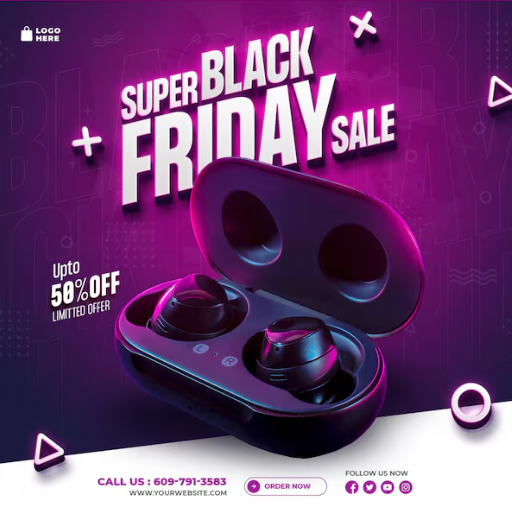 LOGO
HERE
SUPER BLACK
FRIDAY SALE
Upto
50% OFF
LIMITTED OFFER
L R
CALL US : 609-791-3583
WWW.YOURWEBSITE.COM
ORDER NOW
FOLLOW US NOW